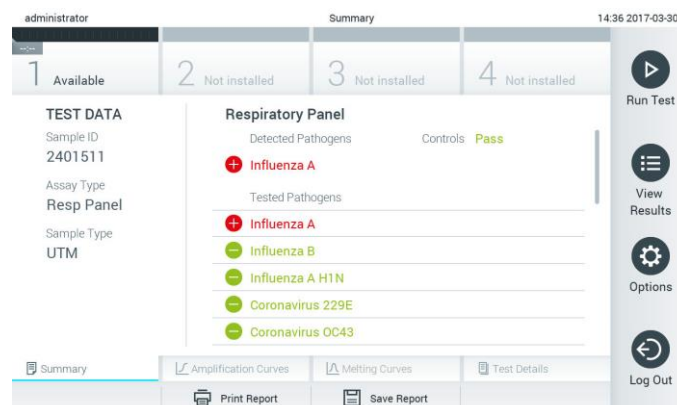 administrator Summary 14:36 2017-03-30
--:--
1 Available 2 Not installed 3 Not installed 4 Not installed
Run Test
TEST DATA
Sample ID
2401511
Assay Type
Resp Panel
Sample Type
UTM
Respiratory Panel
Detected Pathogens Controls Pass
Influenza A
Tested Pathogens
Influenza A
Influenza B
Influenza A H1N
Coronavirus 229E
Coronavirus OC43
View
Results
Options
Log Out
Summary Amplification Curves Melting Curves Test Details
Print Report Save Report